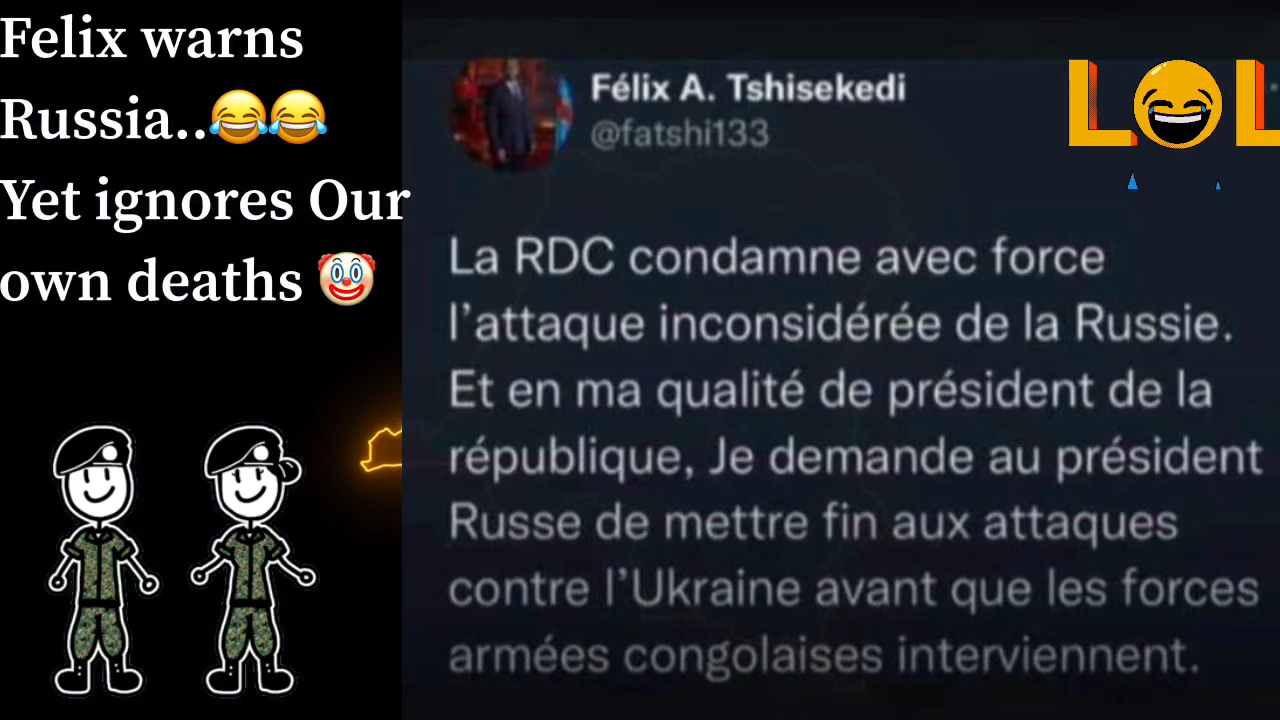 Felix warns
Russia..😂😂
Yet ignores Our
own deaths 🤡
Félix A. Tshisekedi
@fatshi133
LOL
La RDC condamne avec force
l’attaque inconsidérée de la Russie.
Et en ma qualité de président de la
république, Je demande au président
Russe de mettre fin aux attaques
contre l’Ukraine avant que les forces
armées congolaises interviennent.